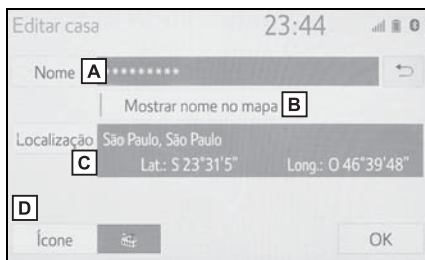 Editar casa 23:44
Nome A *********
Mostrar nome no mapa B
Localização São Paulo, São Paulo
C Lat.: S 23°31'5" Long.: O 46°39'48"
D
Ícone OK